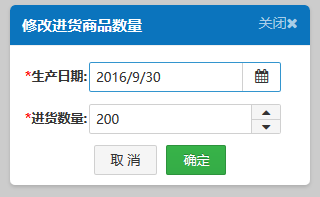 修改进货商品数量 关闭✖
*生产日期: 2016/9/30
*进货数量: 200
取 消 确定